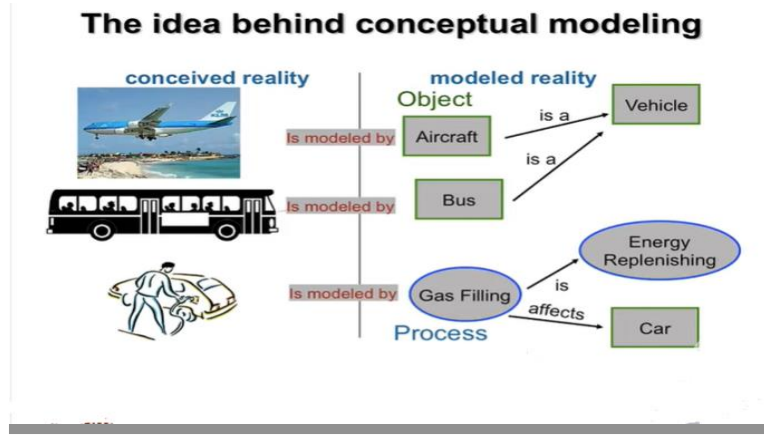 The idea behind conceptual modeling
conceived reality
modeled reality
Object
Is modeled by
Aircraft
is a
Vehicle
is a
Is modeled by
Bus
Is modeled by
Gas Filling
is
Energy
Replenishing
affects
Car
Process